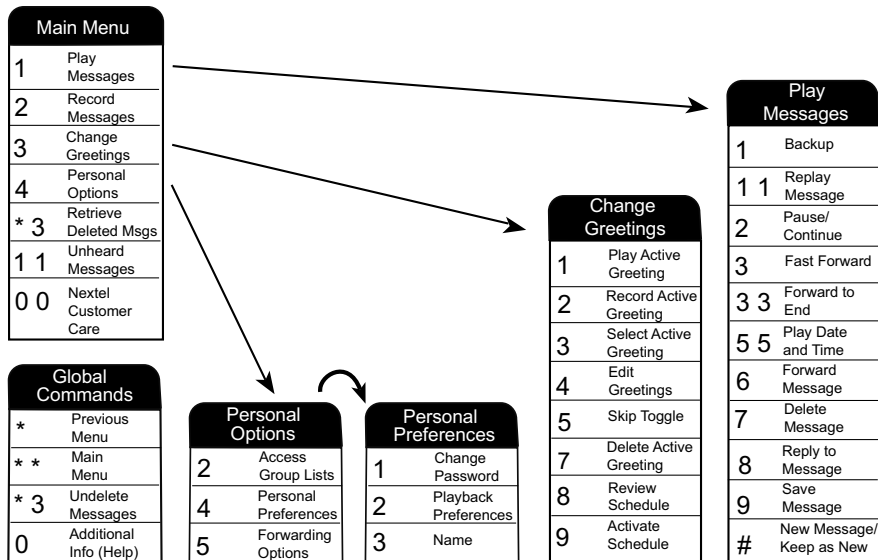 Main Menu
1 Play
Messages
2 Record
Messages
3 Change
Greetings
4 Personal
Options
* 3 Retrieve
Deleted Msgs
1 1 Unheard
Messages
0 0 Nextel
Customer
Care
Global
Commands
* Previous
Menu
* * Main
Menu
* 3 Undelete
Messages
0 Additional
Info (Help)
Personal
Options
2 Access
Group Lists
4 Personal
Preferences
5 Forwarding
Options
Personal
Preferences
1 Change
Password
2 Playback
Preferences
3 Name
Change
Greetings
1 Play Active
Greeting
2 Record Active
Greeting
3 Select Active
Greeting
4 Edit
Greetings
5 Skip Toggle
7 Delete Active
Greeting
8 Review
Schedule
9 Activate
Schedule
Play
Messages
1 Backup
1 1 Replay
Message
2 Pause/
Continue
3 Fast Forward
3 3 Forward to
End
5 5 Play Date
and Time
6 Forward
Message
7 Delete
Message
8 Reply to
Message
9 Save
Message
# New Message/
Keep as New